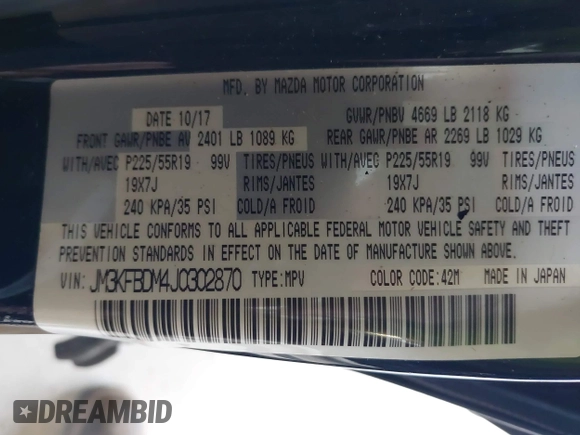 MFD. BY MAZDA MOTOR CORPORATION
DATE 10/17 GVWR/PNBV 4669 LB 2118 KG
FRONT GAWR/PNBE AV 2401 LB 1089 KG REAR GAWR/PNBE AR 2269 LB 1029 KG
WITH/AVEC P225/55R19 99V TIRES/PNEUS WITH/AVEC P225/55R19 99V TIRES/PNEUS
19X7J RIMS/JANTES 19X7J RIMS/JANTES
240 KPA/35 PSI COLD/A FROID 240 KPA/35 PSI COLD/A FROID
THIS VEHICLE CONFORMS TO ALL APPLICABLE FEDERAL MOTOR VEHICLE SAFETY AND THEFT
PREVENTION STANDARDS IN EFFECT ON THE DATE OF MANUFACTURE SHOWN ABOVE.
VIN: JM3KFBDM4J0302870 TYPE:MPV COLOR CODE:42M MADE IN JAPAN
DREAMBID